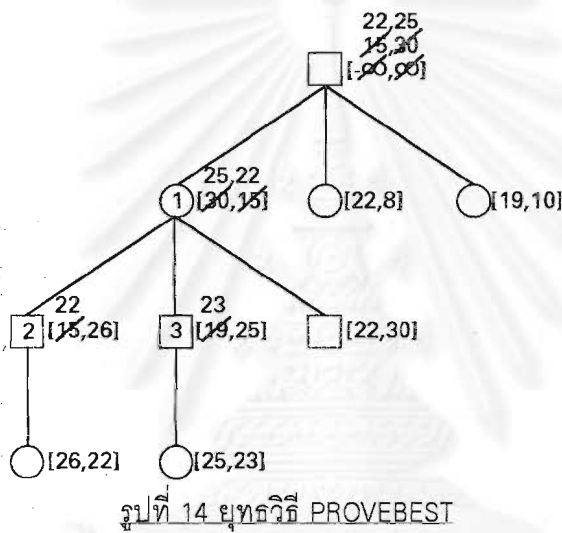 22,25
15,30
[-∞,∞]
25,22
1 [30,15] [22,8] [19,10]
22 23
2 [15,26] 3 [19,25] [22,30]
[26,22] [25,23]
รูปที่ 14 ยุทธวิธี PROVEBEST